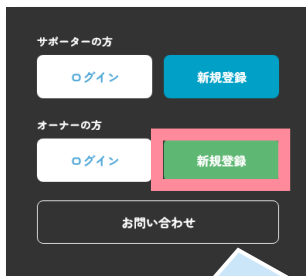 サポーターの方
ログイン 新規登録
オーナーの方
ログイン 新規登録
お問い合わせ